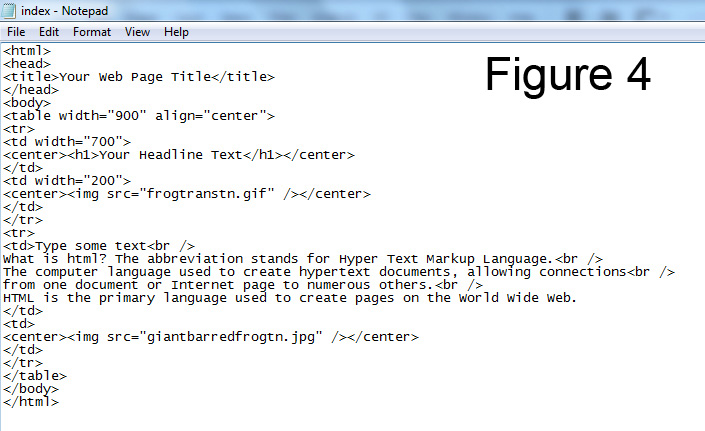 index - Notepad
File Edit Format View Help
Figure 4
<html>
<head>
<title>Your Web Page Title</title>
</head>
<body>
<table width="900" align="center">
<tr>
<td width="700">
<center><h1>Your Headline Text</h1></center>
</td>
<td width="200">
<center><img src="frogtranstn.gif" /></center>
</td>
</tr>
<tr>
<td>Type some text<br />
What is html? The abbreviation stands for Hyper Text Markup Language.<br />
The computer language used to create hypertext documents, allowing connections<br />
from one document or Internet page to numerous others.<br />
HTML is the primary language used to create pages on the World Wide Web.
</td>
<td>
<center><img src="giantbarredfrogtn.jpg" /></center>
</td>
</tr>
</table>
</body>
</html>